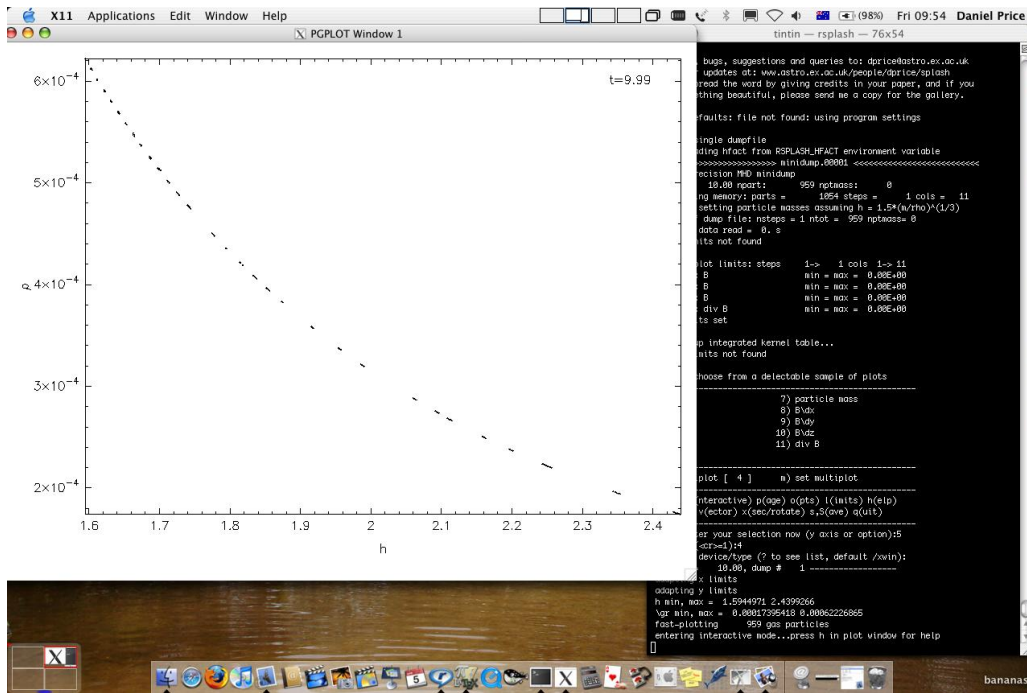 X11 Applications Edit Window Help (98%) Fri 09:54 Daniel Price
PGPLOT Window 1
tintin — rsplash — 76x54
t=9.99
6×10⁻⁴
5×10⁻⁴
ρ 4×10⁻⁴
3×10⁻⁴
2×10⁻⁴
1.6 1.7 1.8 1.9 2 2.1 2.2 2.3 2.4
h
bugs, suggestions and queries to: dprice@astro.ex.ac.uk
updates at: www.astro.ex.ac.uk/people/dprice/splash
read the word by giving credits in your paper, and if you
thing beautiful, please send me a copy for the gallery.
efaults: file not found: using program settings
single dumpfile
ding hfact from RSPLASH_HFACT environment variable
>>>>>>>>>>>>>>>> minidump.00001 <<<<<<<<<<<<<<<<<<<<<<<<<<
recision MHD minidump
10.00 npart: 959 nptmass: 0
ng memory: parts = 1054 steps = 1 cols = 11
setting particle masses assuming h = 1.5*(m/rho)^(1/3)
dump file: nsteps = 1 ntot = 959 nptmass= 0
data read = 0. s
its not found
lot limits: steps 1-> 1 cols 1-> 11
B min = max = 0.00E+00
B min = max = 0.00E+00
B min = max = 0.00E+00
div B min = max = 0.00E+00
ts set
up integrated kernel table...
mits not found
hoose from a delectable sample of plots
7) particle mass
8) B\dx
9) B\dy
10) B\dz
11) div B
plot [ 4 ] m) set multiplot
nteractive) p(age) o(pts) l(imits) h(elp)
v(ector) x(sec/rotate) s,S(ave) q(uit)
er your selection now (y axis or option):5
(<cr>=1):4
device/type (? to see list, default /xwin):
10.00, dump # 1 ------------------
adapting x limits
adapting y limits
h min, max = 1.5944971 2.4399266
\gr min, max = 0.00017395418 0.00062226865
fast-plotting 959 gas particles
entering interactive mode...press h in plot window for help
bananas